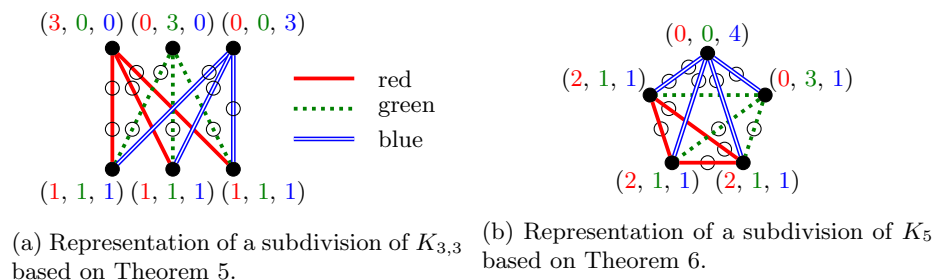 (3, 0, 0) (0, 3, 0) (0, 0, 3)
red
green
blue
(1, 1, 1) (1, 1, 1) (1, 1, 1)
(a) Representation of a subdivision of K3,3
based on Theorem 5.
(0, 0, 4)
(2, 1, 1) (0, 3, 1)
(2, 1, 1) (2, 1, 1)
(b) Representation of a subdivision of K5
based on Theorem 6.